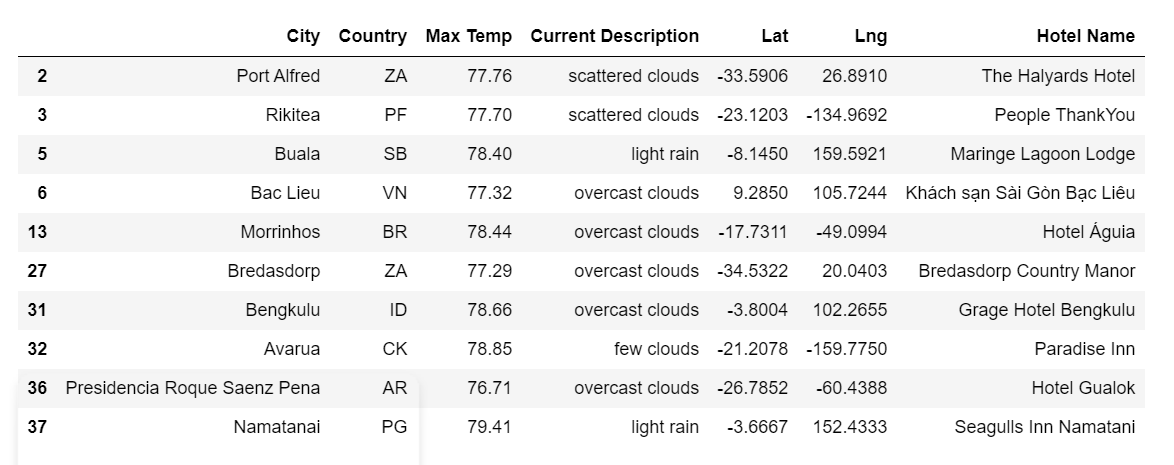 City Country Max Temp Current Description Lat Lng Hotel Name
2 Port Alfred ZA 77.76 scattered clouds -33.5906 26.8910 The Halyards Hotel
3 Rikitea PF 77.70 scattered clouds -23.1203 -134.9692 People ThankYou
5 Buala SB 78.40 light rain -8.1450 159.5921 Maringe Lagoon Lodge
6 Bac Lieu VN 77.32 overcast clouds 9.2850 105.7244 Khách sạn Sài Gòn Bạc Liêu
13 Morrinhos BR 78.44 overcast clouds -17.7311 -49.0994 Hotel Águia
27 Bredasdorp ZA 77.29 overcast clouds -34.5322 20.0403 Bredasdorp Country Manor
31 Bengkulu ID 78.66 overcast clouds -3.8004 102.2655 Grage Hotel Bengkulu
32 Avarua CK 78.85 few clouds -21.2078 -159.7750 Paradise Inn
36 Presidencia Roque Saenz Pena AR 76.71 overcast clouds -26.7852 -60.4388 Hotel Gualok
37 Namatanai PG 79.41 light rain -3.6667 152.4333 Seagulls Inn Namatani